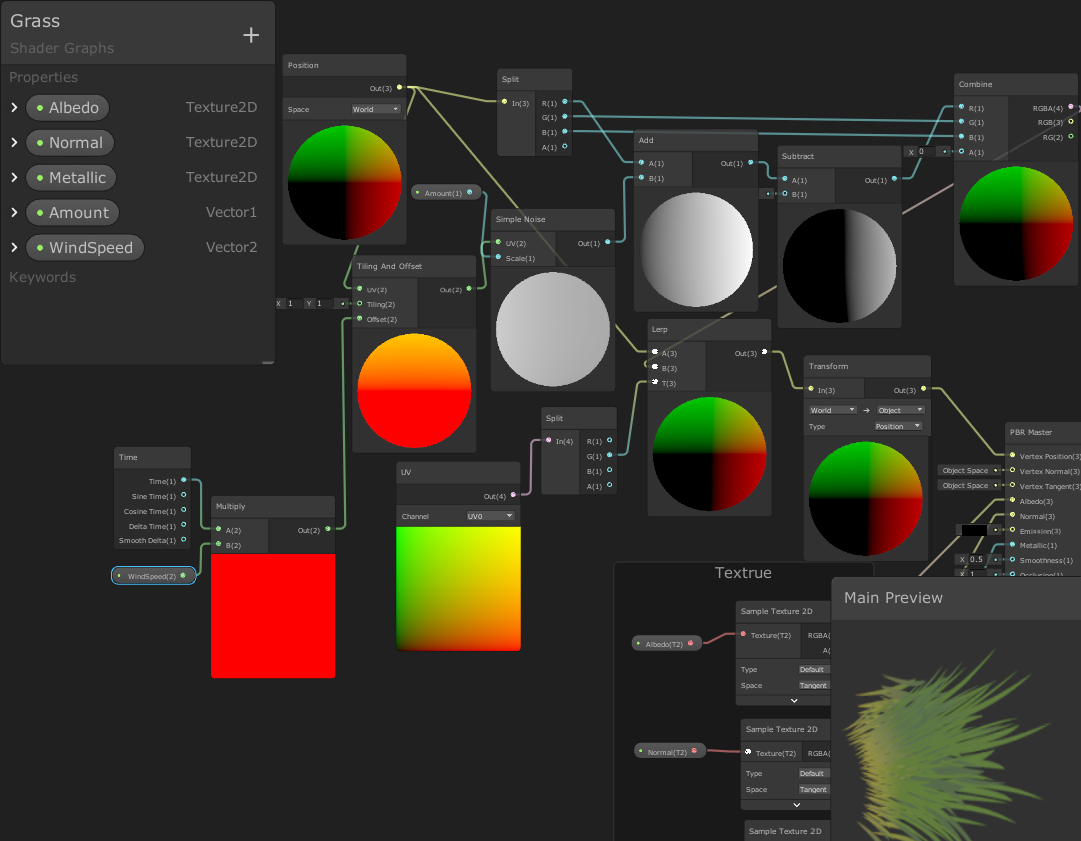 Grass
Shader Graphs
Properties
Albedo Texture2D
Normal Texture2D
Metallic Texture2D
Amount Vector1
WindSpeed Vector2
Keywords
Position
Out(3)
Space World
Split
In(3) R(1)
G(1)
B(1)
A(1)
Amount(1)
Simple Noise
UV(2) Out(1)
Scale(1)
Tiling And Offset
UV(2) Out(2)
X 1 Y 1 Tiling(2)
Offset(2)
Add
A(1) Out(1)
B(1)
Subtract
A(1) Out(1)
B(1)
Combine
R(1) RGBA(4)
G(1) RGB(3)
B(1) RG(2)
X 0 A(1)
Lerp
A(3) Out(3)
B(3)
T(3)
Transform
In(3) Out(3)
World Object
Type Position
Split
In(4) R(1)
G(1)
B(1)
A(1)
UV
Out(4)
Channel UV0
Time
Time(1)
Sine Time(1)
Cosine Time(1)
Delta Time(1)
Smooth Delta(1)
WindSpeed(2)
Multiply
A(2) Out(2)
B(2)
PBR Master
Vertex Position(3)
Object Space Vertex Normal(3)
Object Space Vertex Tangent(3)
Albedo(3)
Normal(3)
Emission(3)
Metallic(1)
X 0.5 Smoothness(1)
X 1 Occlusion(1)
Textrue
Albedo(T2)
Sample Texture 2D
Texture(T2) RGBA(
A(
Type Default
Space Tangent
Normal(T2)
Sample Texture 2D
Texture(T2) RGBA(
Type Default
Space Tangent
Sample Texture 2D
Main Preview